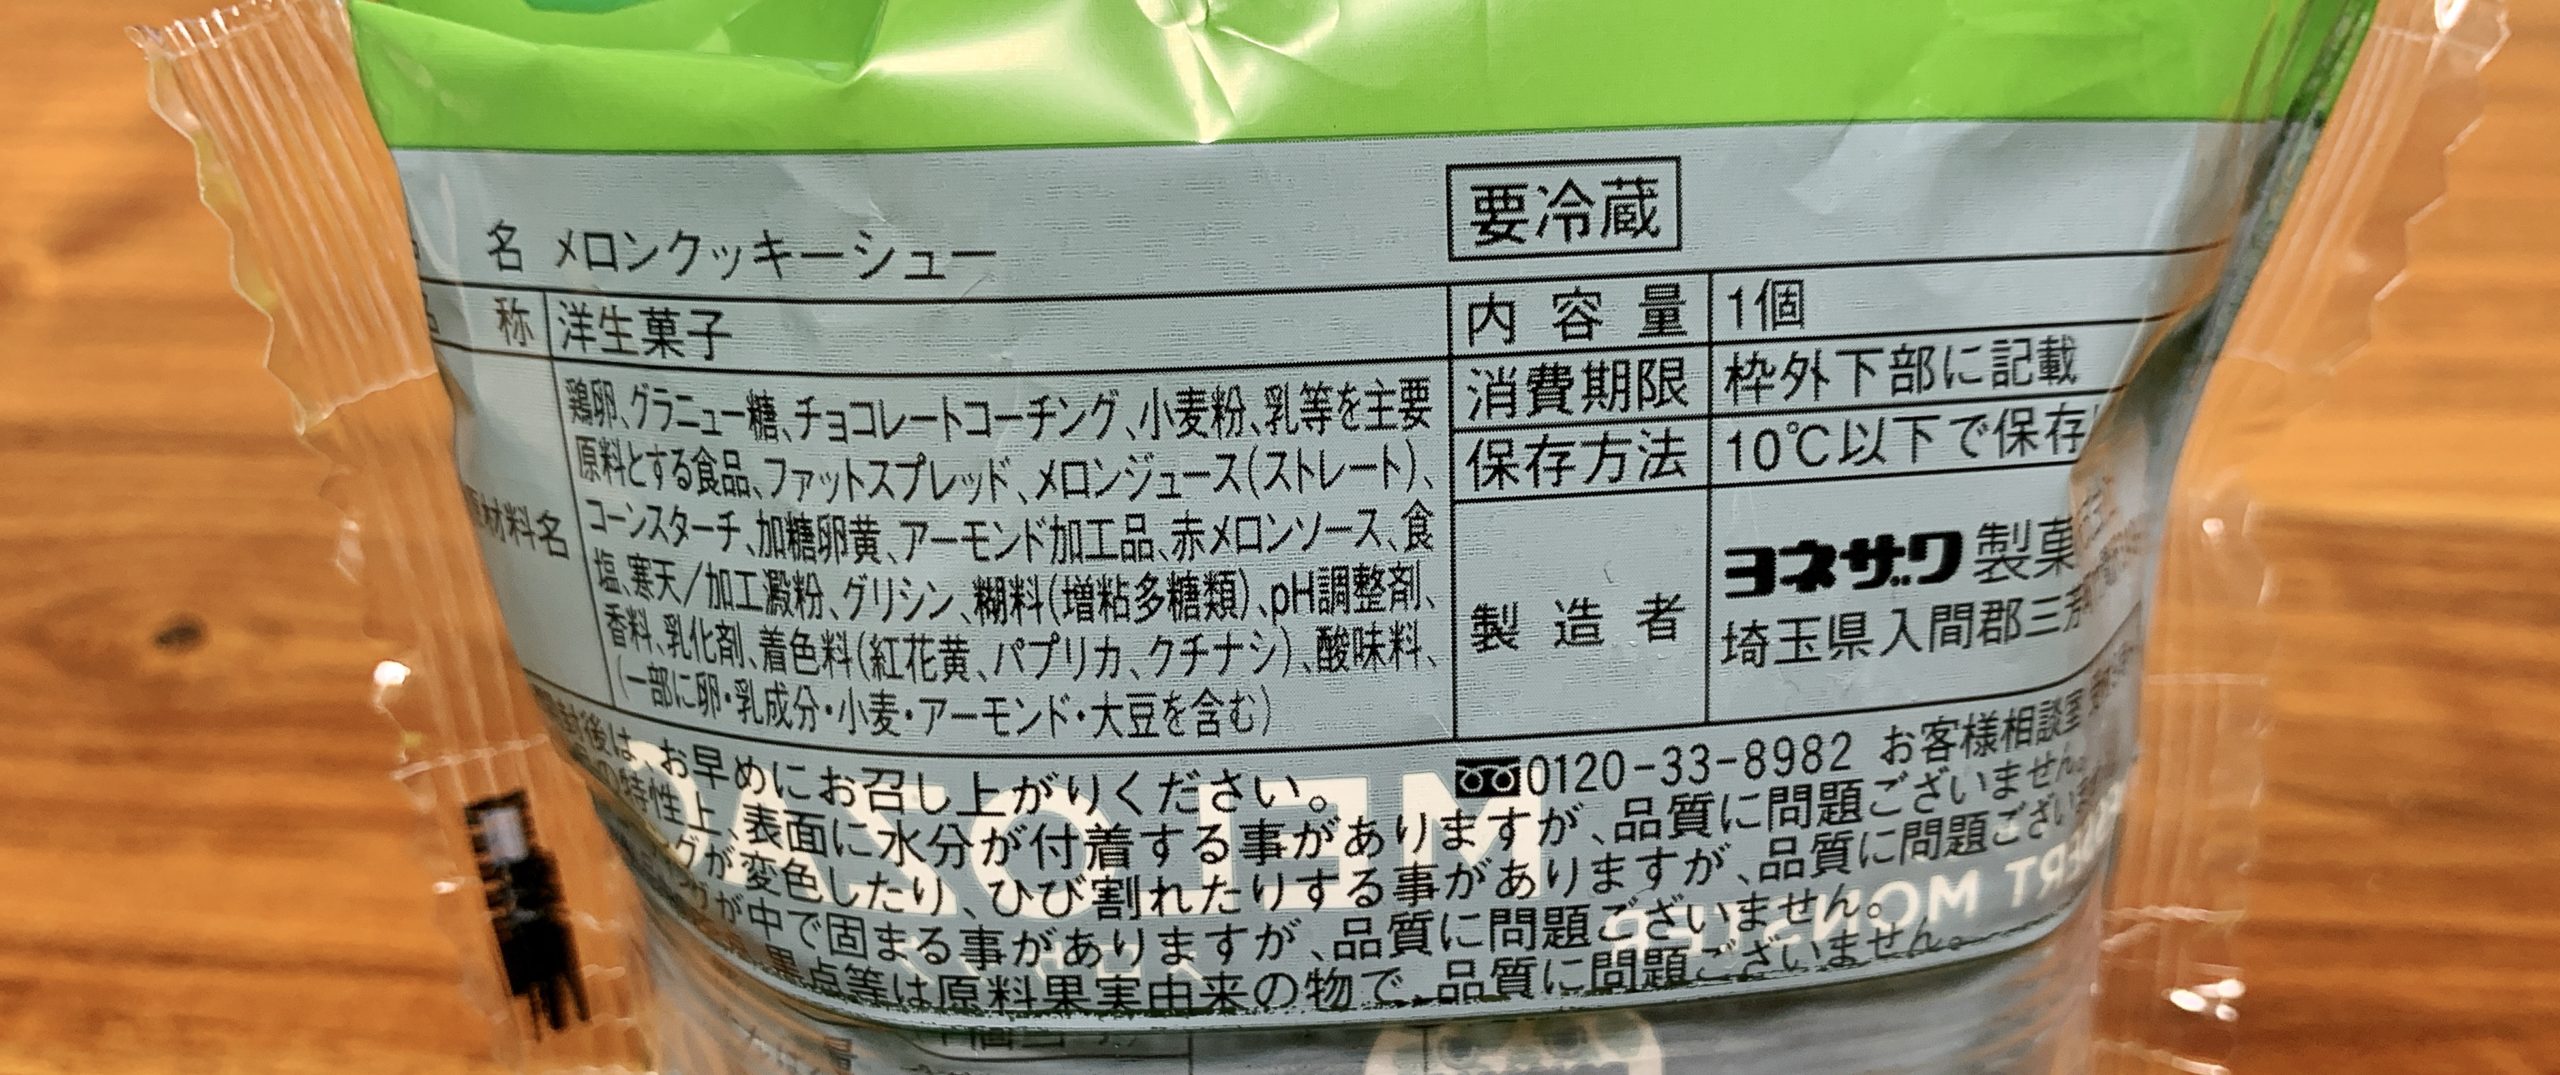 名 メロンクッキーシュー
要冷蔵
称 洋生菓子
材料名
鶏卵、グラニュー糖、チョコレートコーチング、小麦粉、乳等を主要
原料とする食品、ファットスプレッド、メロンジュース(ストレート)、
コーンスターチ、加糖卵黄、アーモンド加工品、赤メロンソース、食
塩、寒天/加工澱粉、グリシン、糊料(増粘多糖類)、pH調整剤、
香料、乳化剤、着色料(紅花黄、パプリカ、クチナシ)、酸味料、
(一部に卵・乳成分・小麦・アーモンド・大豆を含む)
内容量 1個
消費期限 枠外下部に記載
保存方法 10℃以下で保存
製造者
ヨネザワ製菓
埼玉県入間郡三芳
後は、お早めにお召し上がりください。
0120-33-8982 お客様相談室
の特性上、表面に水分が付着する事がありますが、品質に問題ございません。
グが変色したり、ひび割れたりする事がありますが、品質に問題ござい
グが中で固まる事がありますが、品質に問題ございません。
黒点等は原料果実由来の物で、品質に問題ございません。